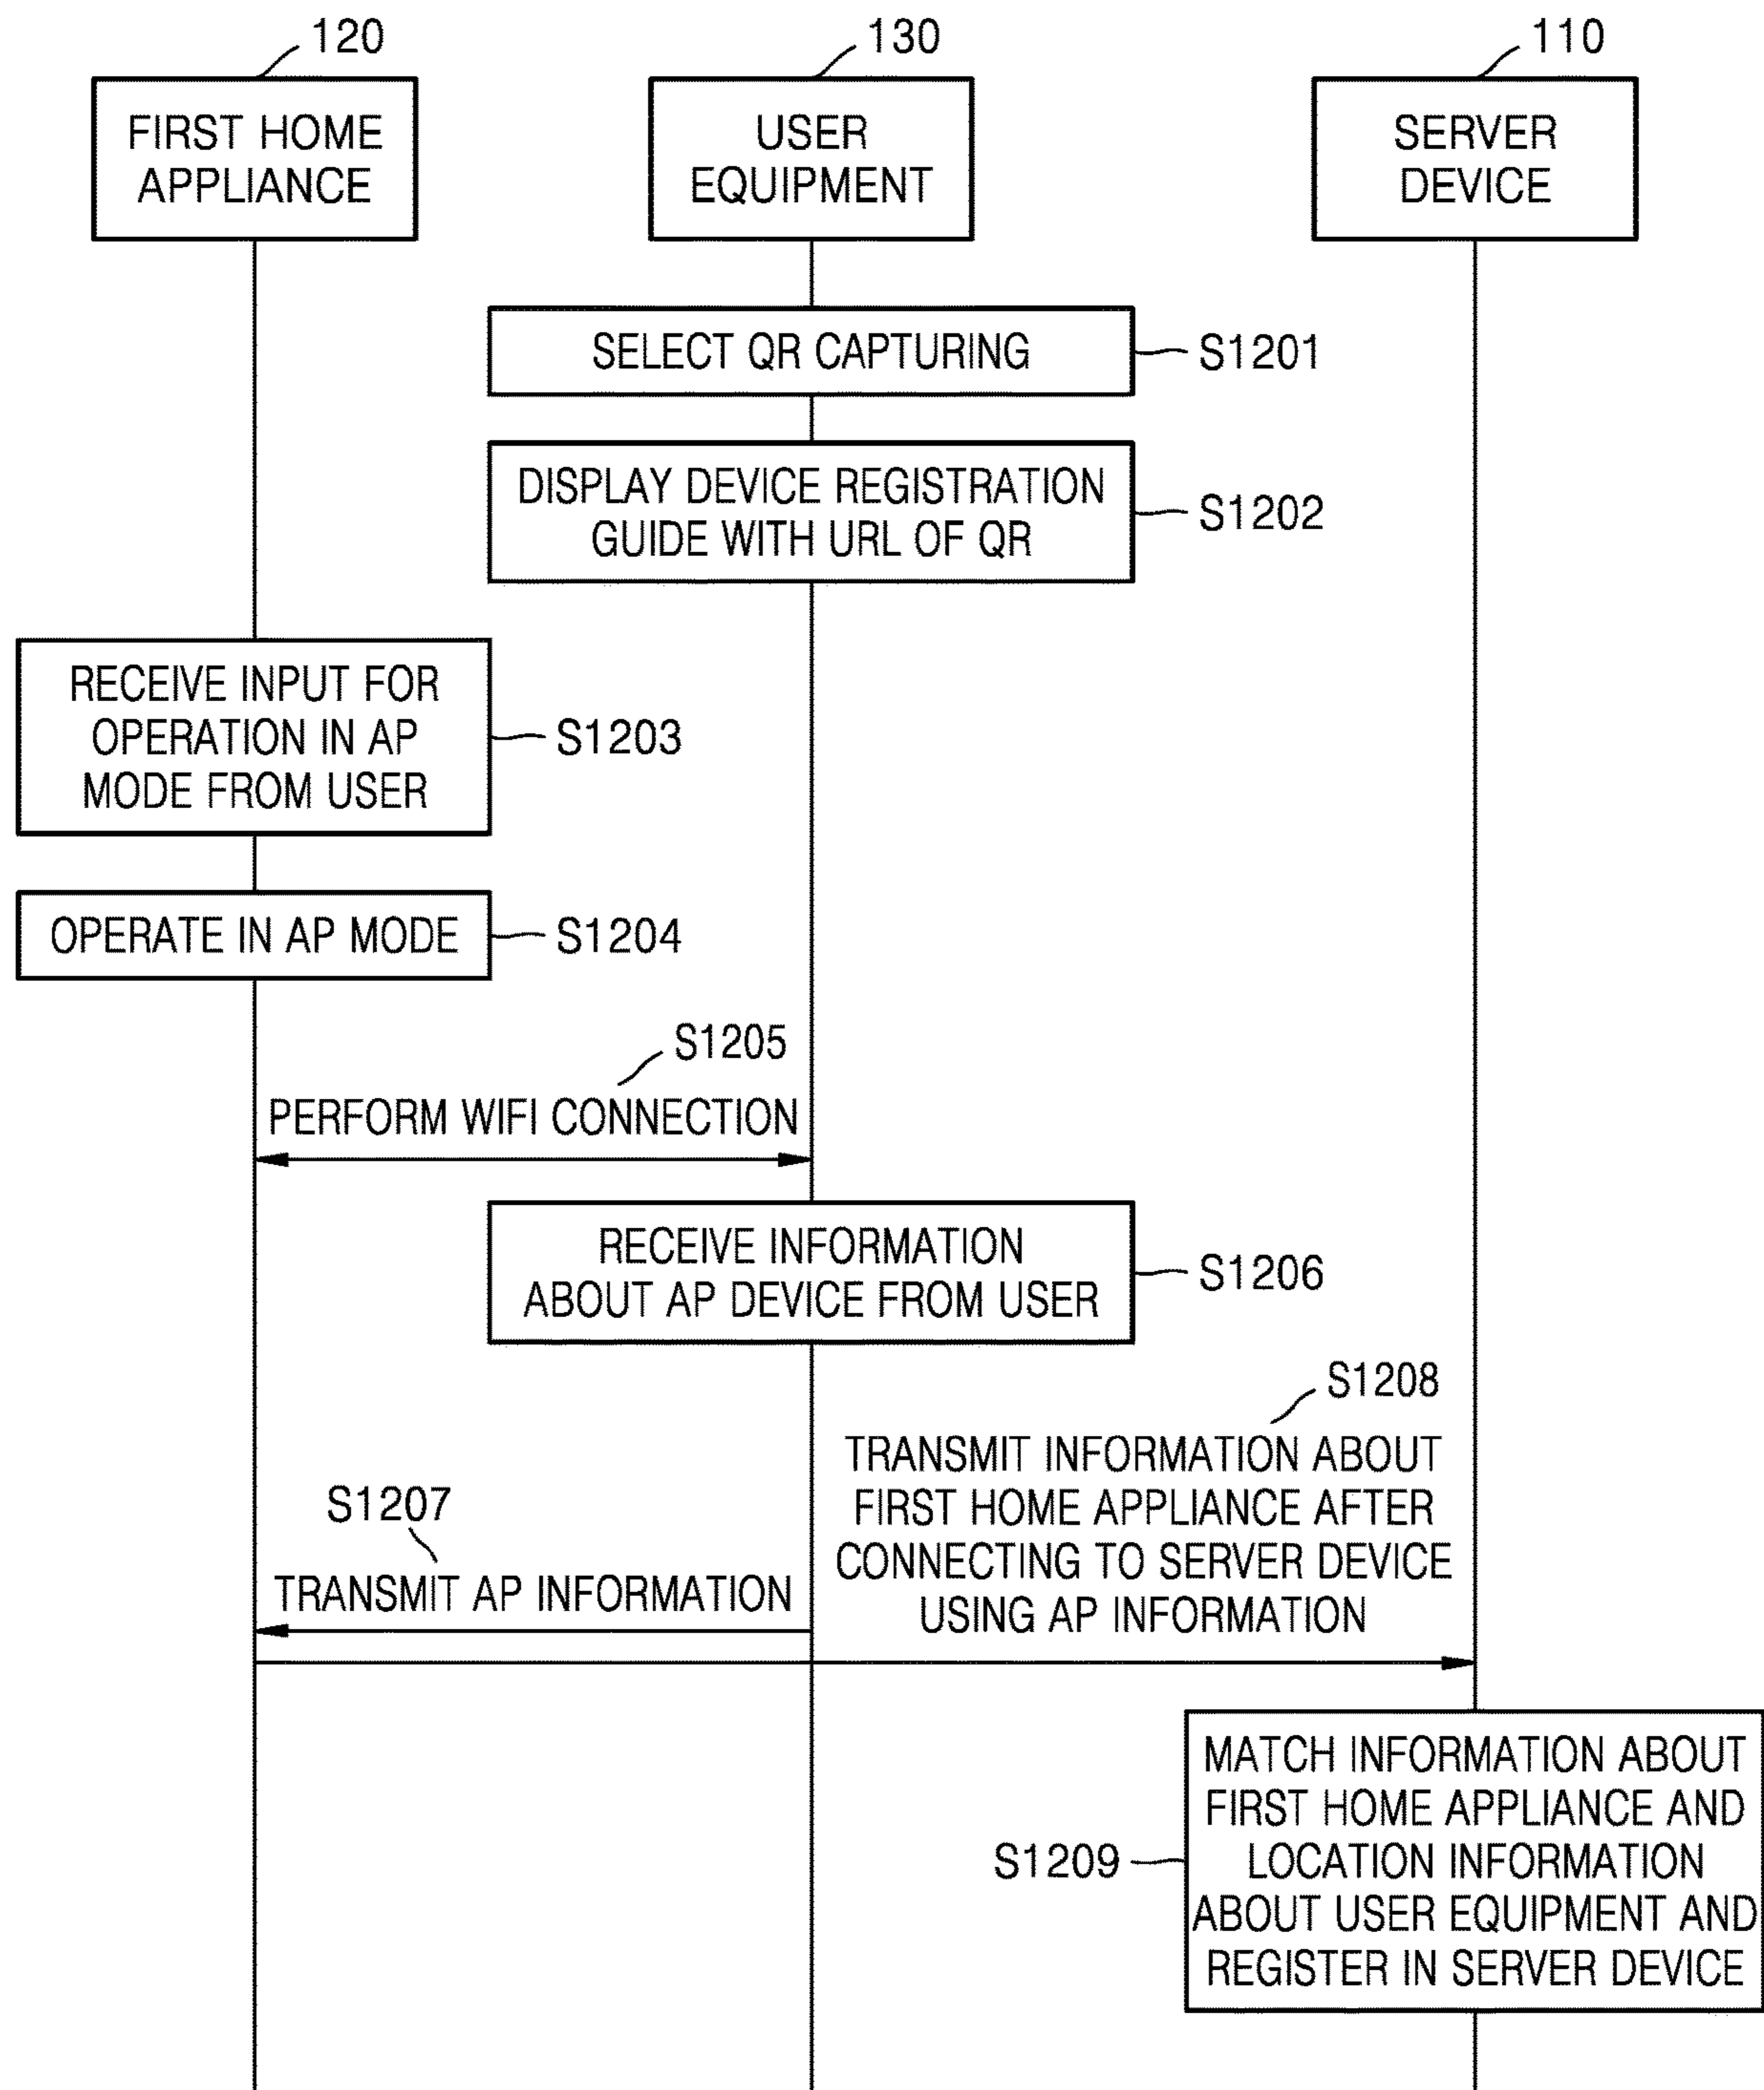 120
130
110
FIRST HOME
APPLIANCE
USER
EQUIPMENT
SERVER
DEVICE
SELECT QR CAPTURING
S1201
DISPLAY DEVICE REGISTRATION
GUIDE WITH URL OF QR
S1202
RECEIVE INPUT FOR
OPERATION IN AP
MODE FROM USER
S1203
OPERATE IN AP MODE
S1204
S1205
PERFORM WIFI CONNECTION
RECEIVE INFORMATION
ABOUT AP DEVICE FROM USER
S1206
S1207
TRANSMIT AP INFORMATION
S1208
TRANSMIT INFORMATION ABOUT
FIRST HOME APPLIANCE AFTER
CONNECTING TO SERVER DEVICE
USING AP INFORMATION
S1209
MATCH INFORMATION ABOUT
FIRST HOME APPLIANCE AND
LOCATION INFORMATION
ABOUT USER EQUIPMENT AND
REGISTER IN SERVER DEVICE